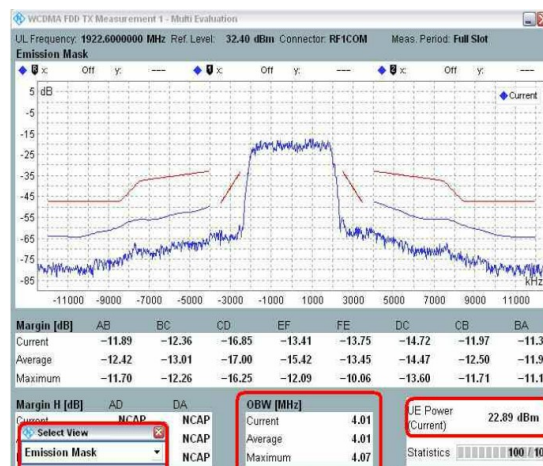 WCDMA FDD TX Measurement 1 - Multi Evaluation
UL Frequency: 1922.6000000 MHz Ref. Level: 32.40 dBm Connector: RF1COM Meas. Period: Full Slot
Emission Mask
x: Off y: --- x: Off y: --- x: Off y: ---
5 dB
Current
-5
-15
-25
-35
-45
-55
-65
-75
-85
kHz
-11000 -9000 -7000 -5000 -3000 -1000 1000 3000 5000 7000 9000 11000
Margin [dB] AB BC CD EF FE DC CB BA
Current -11.89 -12.36 -16.85 -13.41 -13.75 -14.72 -11.97 -11.3
Average -12.42 -13.01 -17.00 -15.42 -13.45 -14.47 -12.50 -11.9
Maximum -11.70 -12.26 -16.25 -12.09 -10.06 -13.60 -11.71 -11.1
Margin H [dB] AD DA
NCAP NCAP
NCAP
NCAP
Select View
Emission Mask
OBW [MHz]
Current 4.01
Average 4.01
Maximum 4.07
UE Power
(Current) 22.89 dBm
Statistics 100 / 10